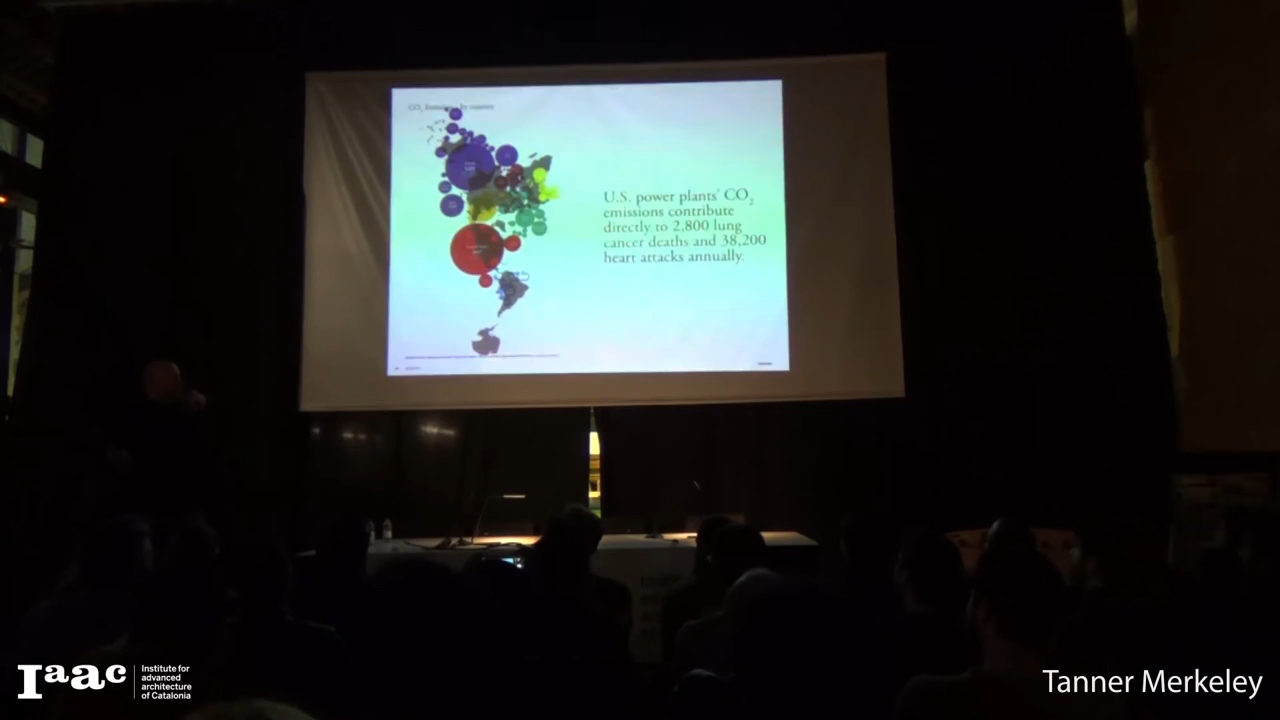 U.S. power plants' CO₂
emissions contribute
directly to 2,800 lung
cancer deaths and 38,200
heart attacks annually.
Iaac
Institute for
advanced
architecture
of Catalonia
Tanner Merkeley